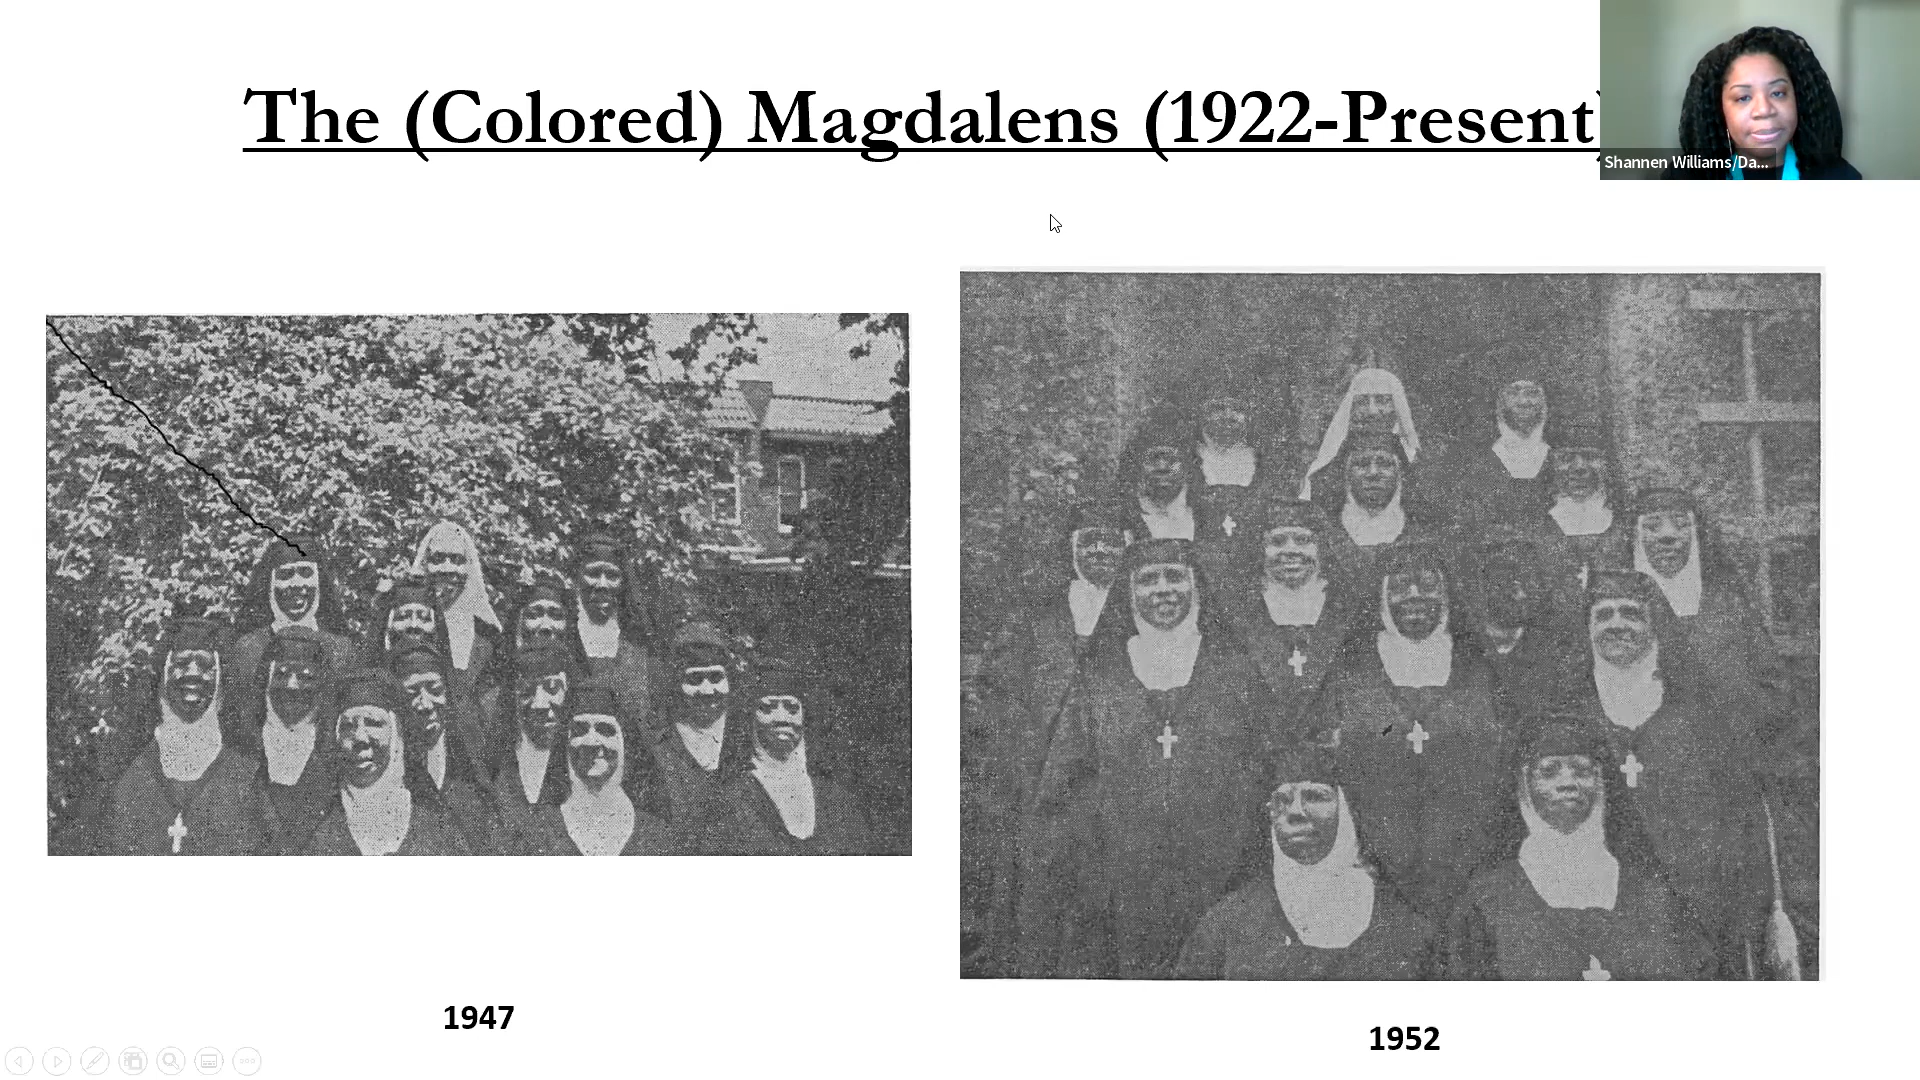 The (Colored) Magdalens (1922-Present)
Shannen Williams/Da...
1947
1952